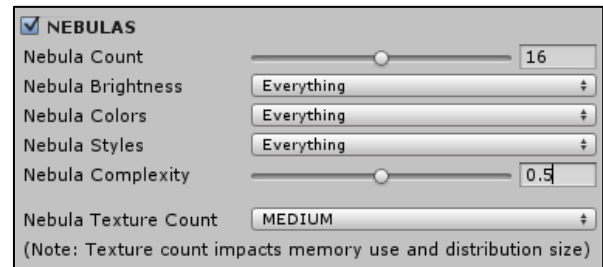 NEBULAS
Nebula Count 16
Nebula Brightness Everything
Nebula Colors Everything
Nebula Styles Everything
Nebula Complexity 0.5
Nebula Texture Count MEDIUM
(Note: Texture count impacts memory use and distribution size)